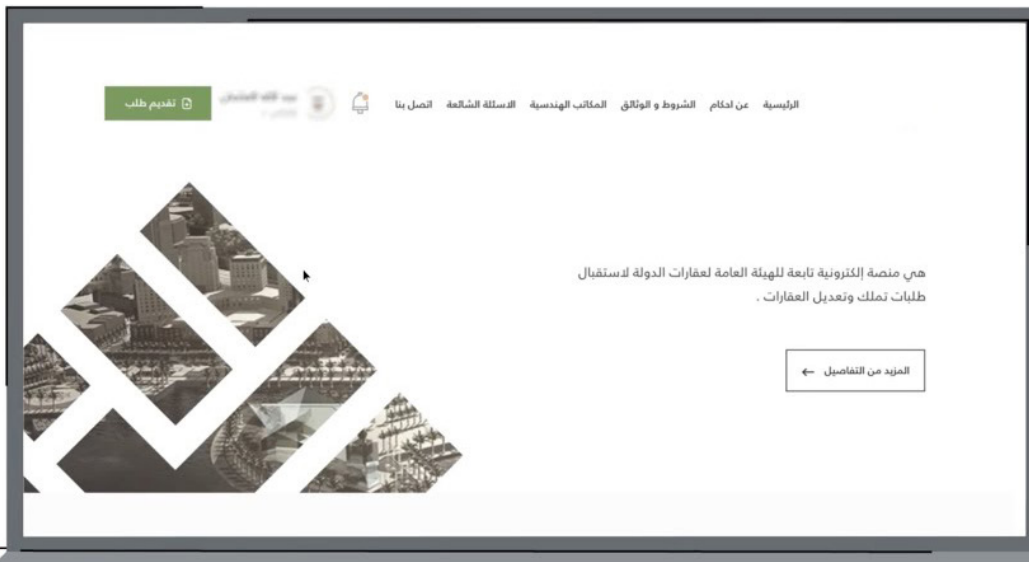 الرئيسية عن احكام الشروط و الوثائق المكاتب الهندسية الاسئلة الشائعة اتصل بنا
تقديم طلب
هي منصة إلكترونية تابعة للهيئة العامة لعقارات الدولة لاستقبال
طلبات تملك وتعديل العقارات .
المزيد من التفاصيل ←